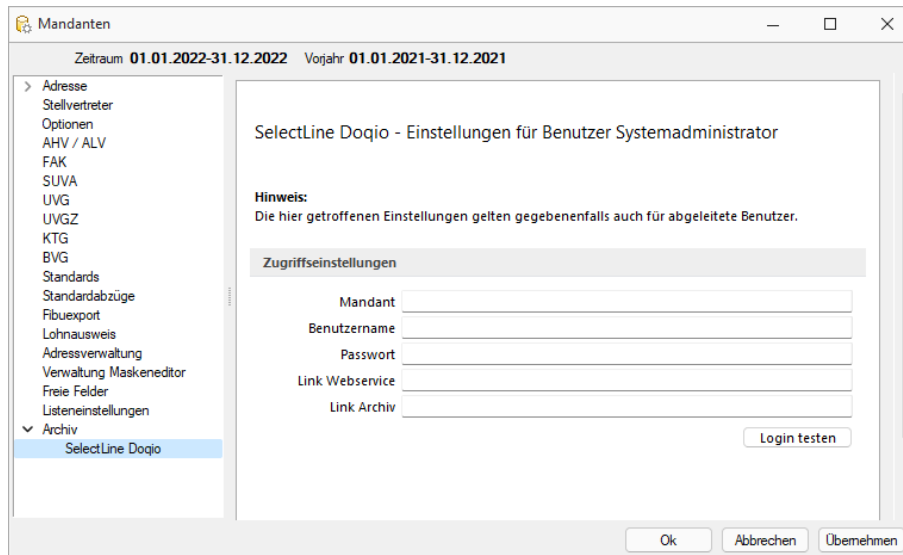 Mandanten
Zeitraum 01.01.2022-31.12.2022 Vorjahr 01.01.2021-31.12.2021
Adresse
Stellvertreter
Optionen
AHV / ALV
FAK
SUVA
UVG
UVGZ
KTG
BVG
Standards
Standardabzüge
Fibuexport
Lohnausweis
Adressverwaltung
Verwaltung Maskeneditor
Freie Felder
Listeneinstellungen
Archiv
SelectLine Doqio
SelectLine Doqio - Einstellungen für Benutzer Systemadministrator
Hinweis:
Die hier getroffenen Einstellungen gelten gegebenenfalls auch für abgeleitete Benutzer.
Zugriffseinstellungen
Mandant
Benutzername
Passwort
Link Webservice
Link Archiv
Login testen
Ok Abbrechen Übernehmen